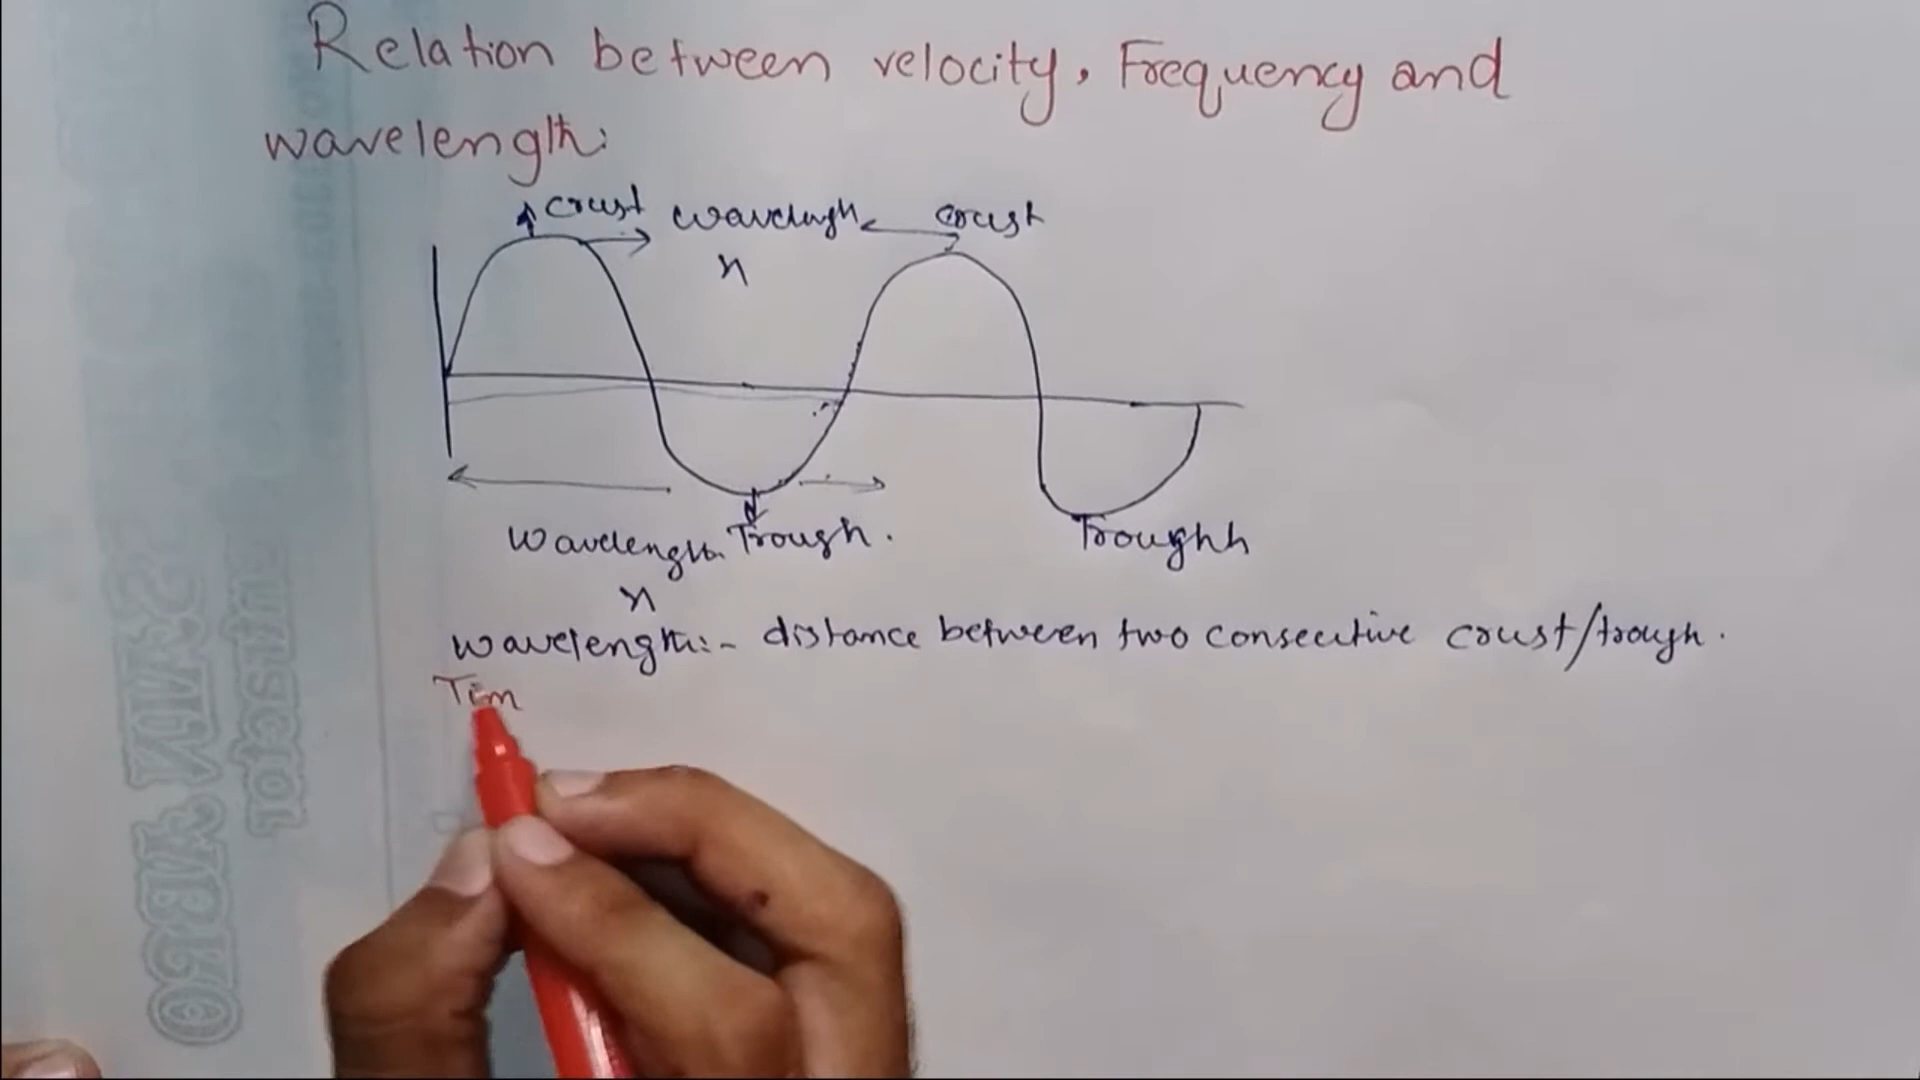 Relation between velocity, Frequency and
wavelength:
crust wavelength crust
λ
wavelength Trough. Troughh
λ
wavelength:- distance between two consecutive crust/trough.
Tim